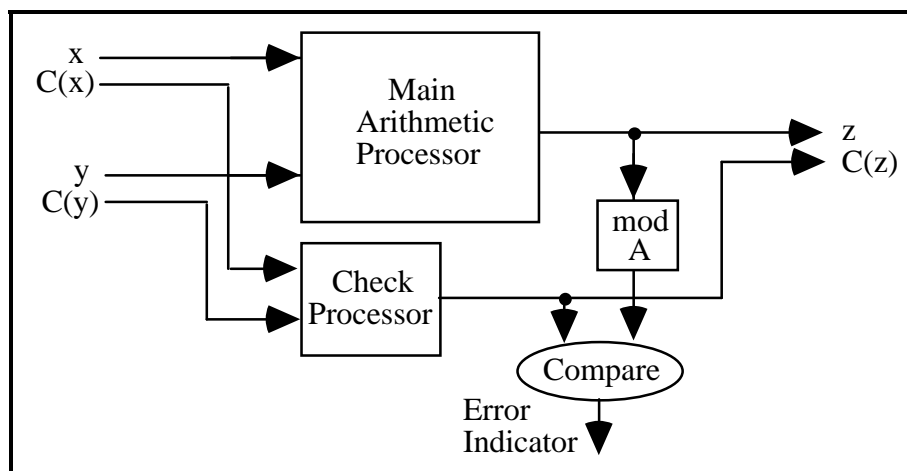 x
C(x)
y
C(y)
Main
Arithmetic
Processor
z
C(z)
mod
A
Check
Processor
Compare
Error
Indicator